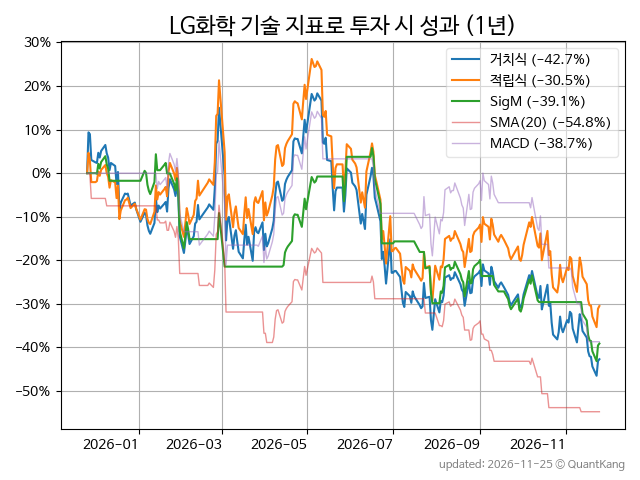 LG화학 기술 지표로 투자 시 성과 (1년)
30%
20%
10%
0%
−10%
−20%
−30%
−40%
−50%
거치식 (−42.7%)
적립식 (−30.5%)
SigM (−39.1%)
SMA(20) (−54.8%)
MACD (−38.7%)
2026-01
2026-03
2026-05
2026-07
2026-09
2026-11
updated: 2026-11-25 © QuantKang